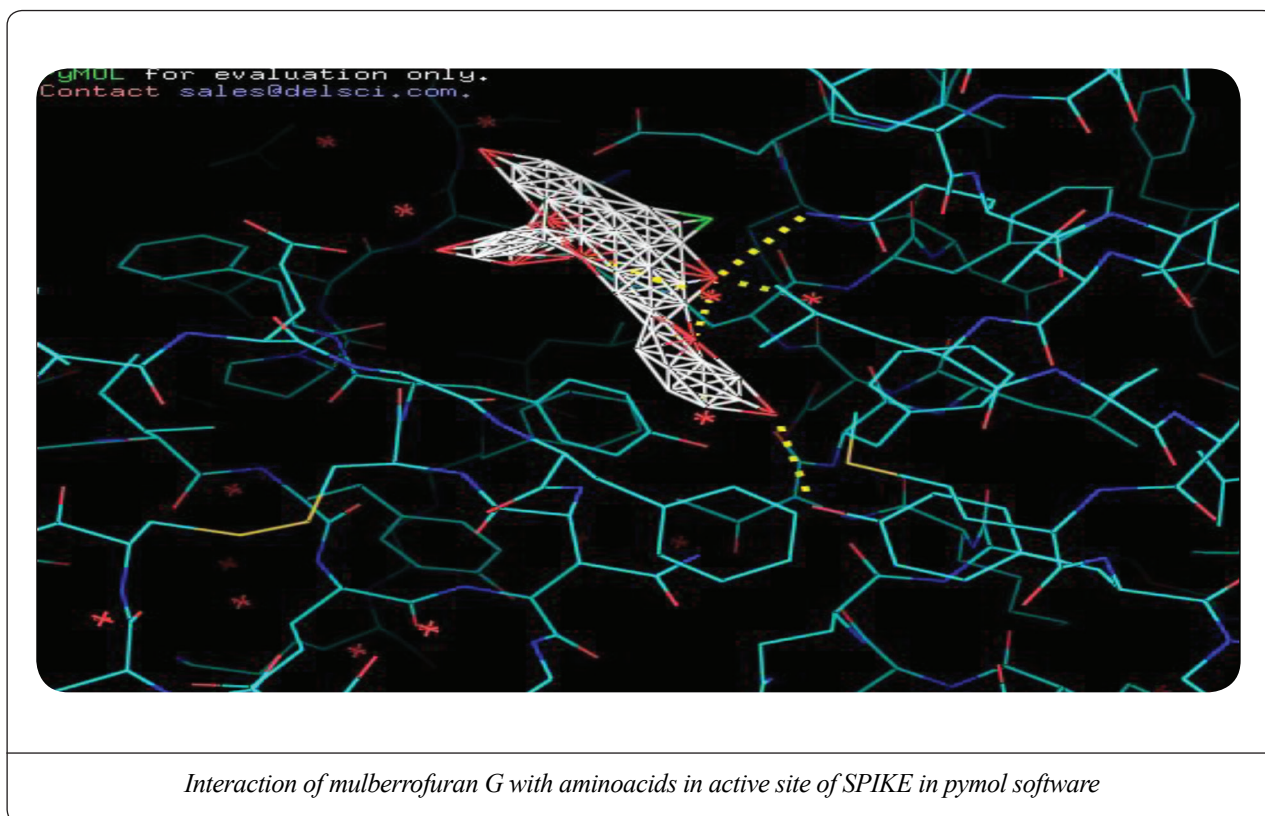 PyMOL for evaluation only.
Contact sales@delsci.com.
Interaction of mulberrofuran G with aminoacids in active site of SPIKE in pymol software